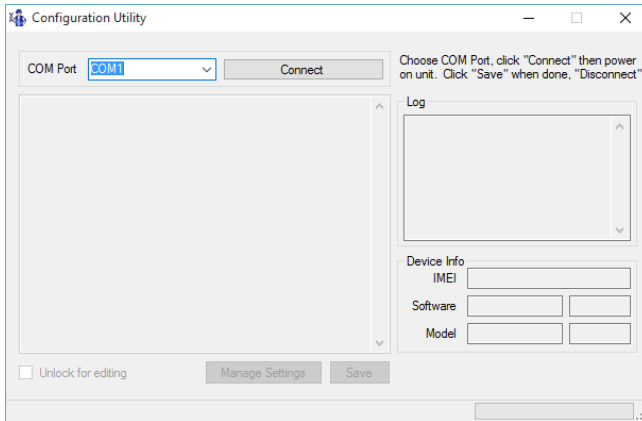 Configuration Utility
COM Port COM1 Connect
Choose COM Port, click "Connect" then power
on unit. Click "Save" when done, "Disconnect"
Log
Device Info
IMEI
Software
Model
Unlock for editing Manage Settings Save